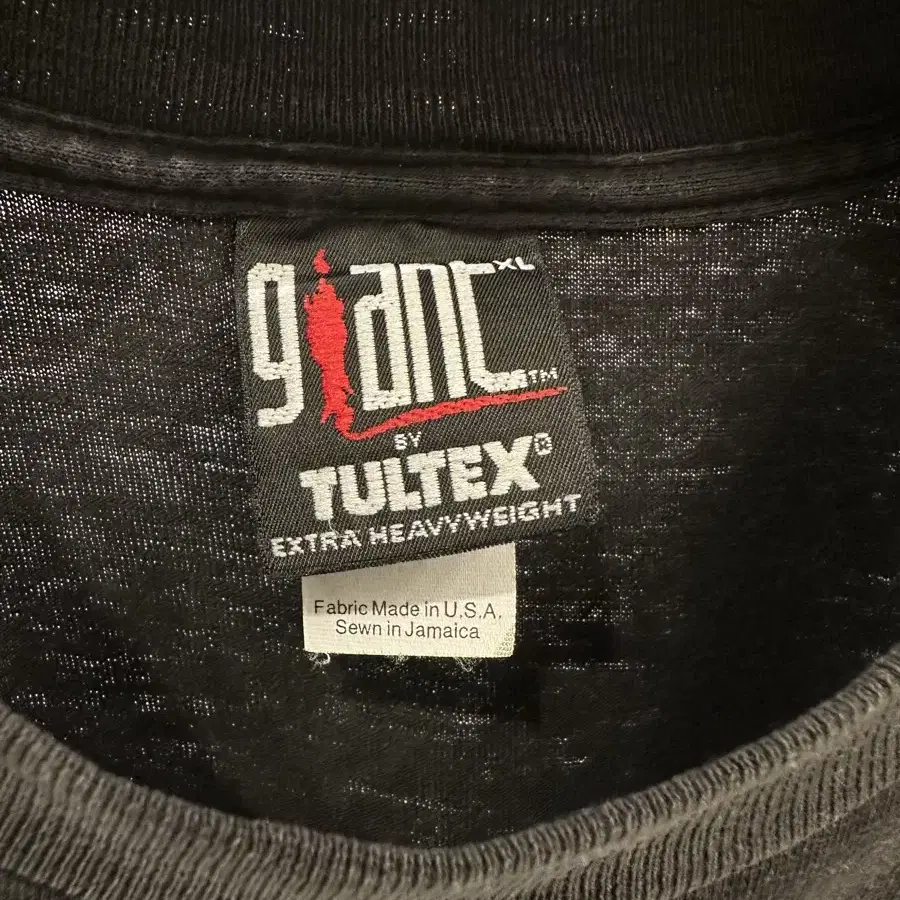 giant XL
TM
BY
TULTEX®
EXTRA HEAVYWEIGHT
Fabric Made in U.S.A.
Sewn in Jamaica